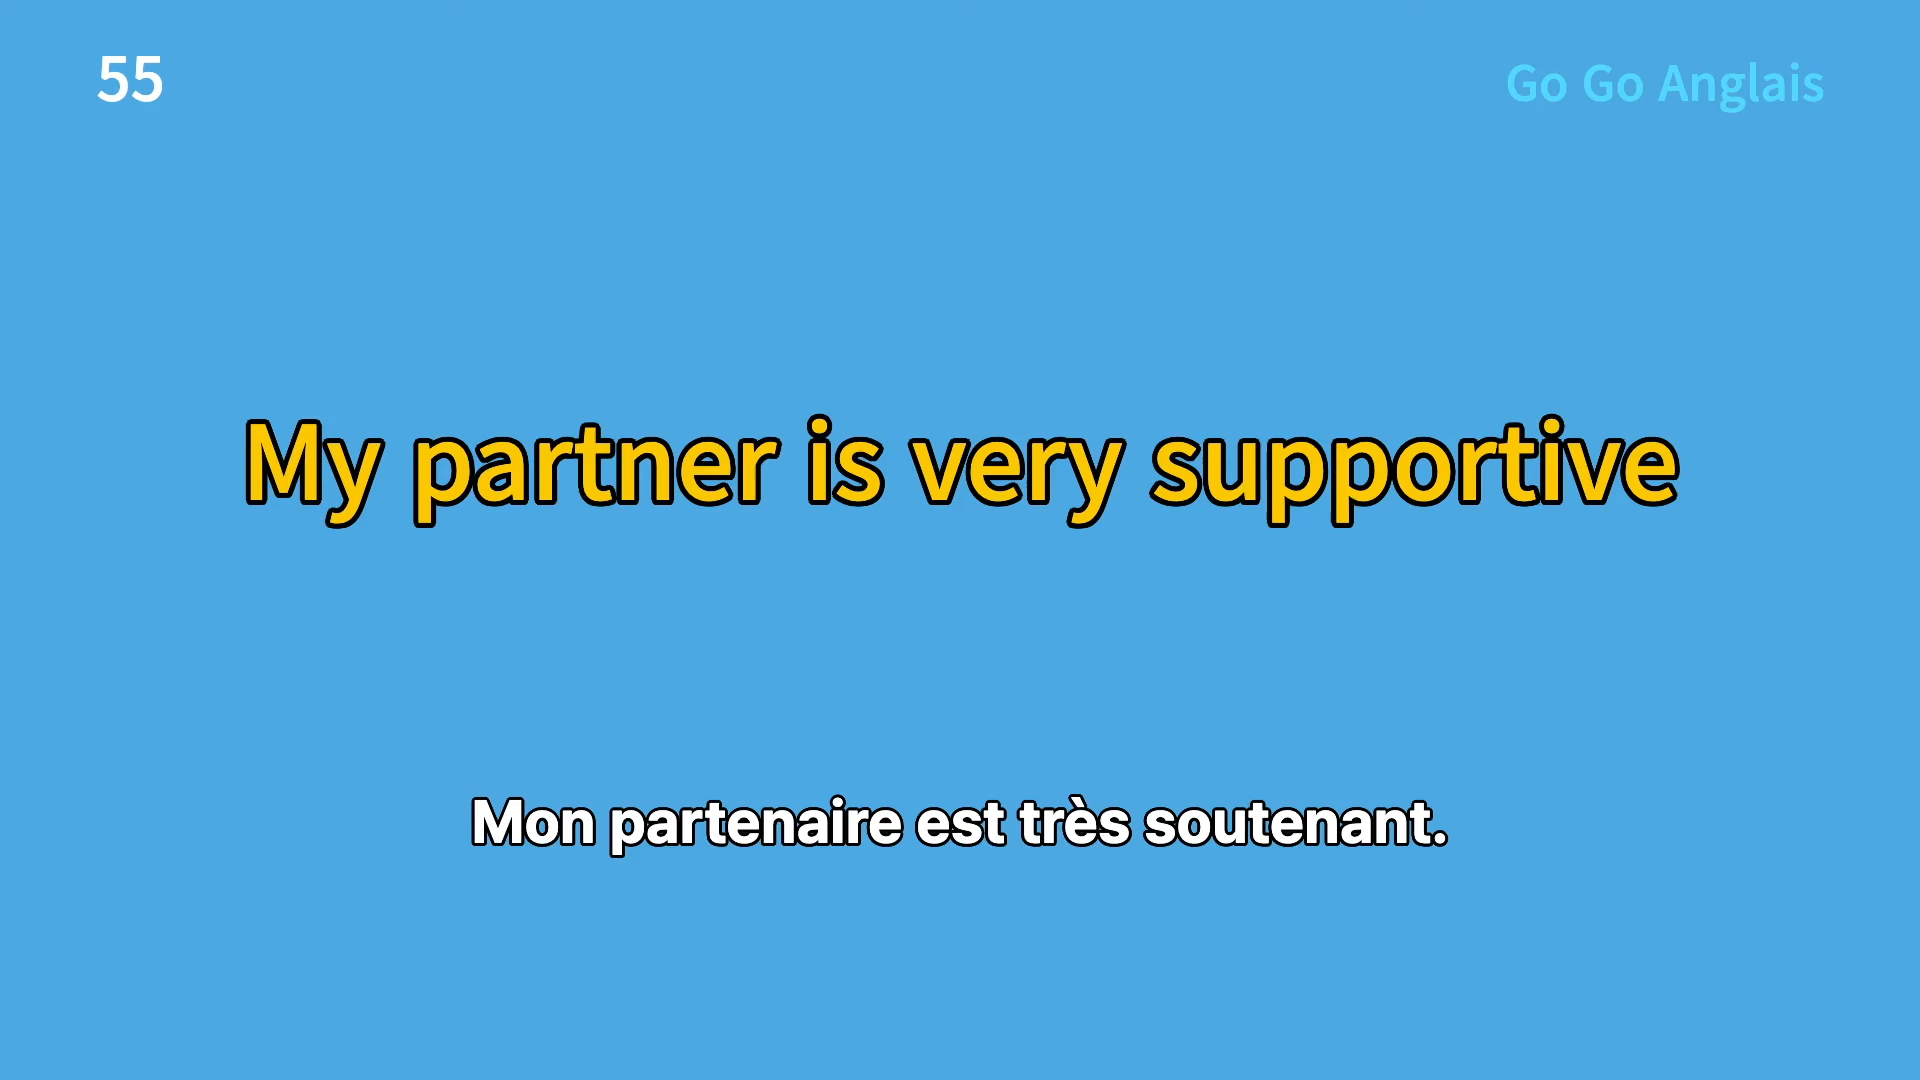 55
Go Go Anglais
My partner is very supportive
Mon partenaire est très soutenant.